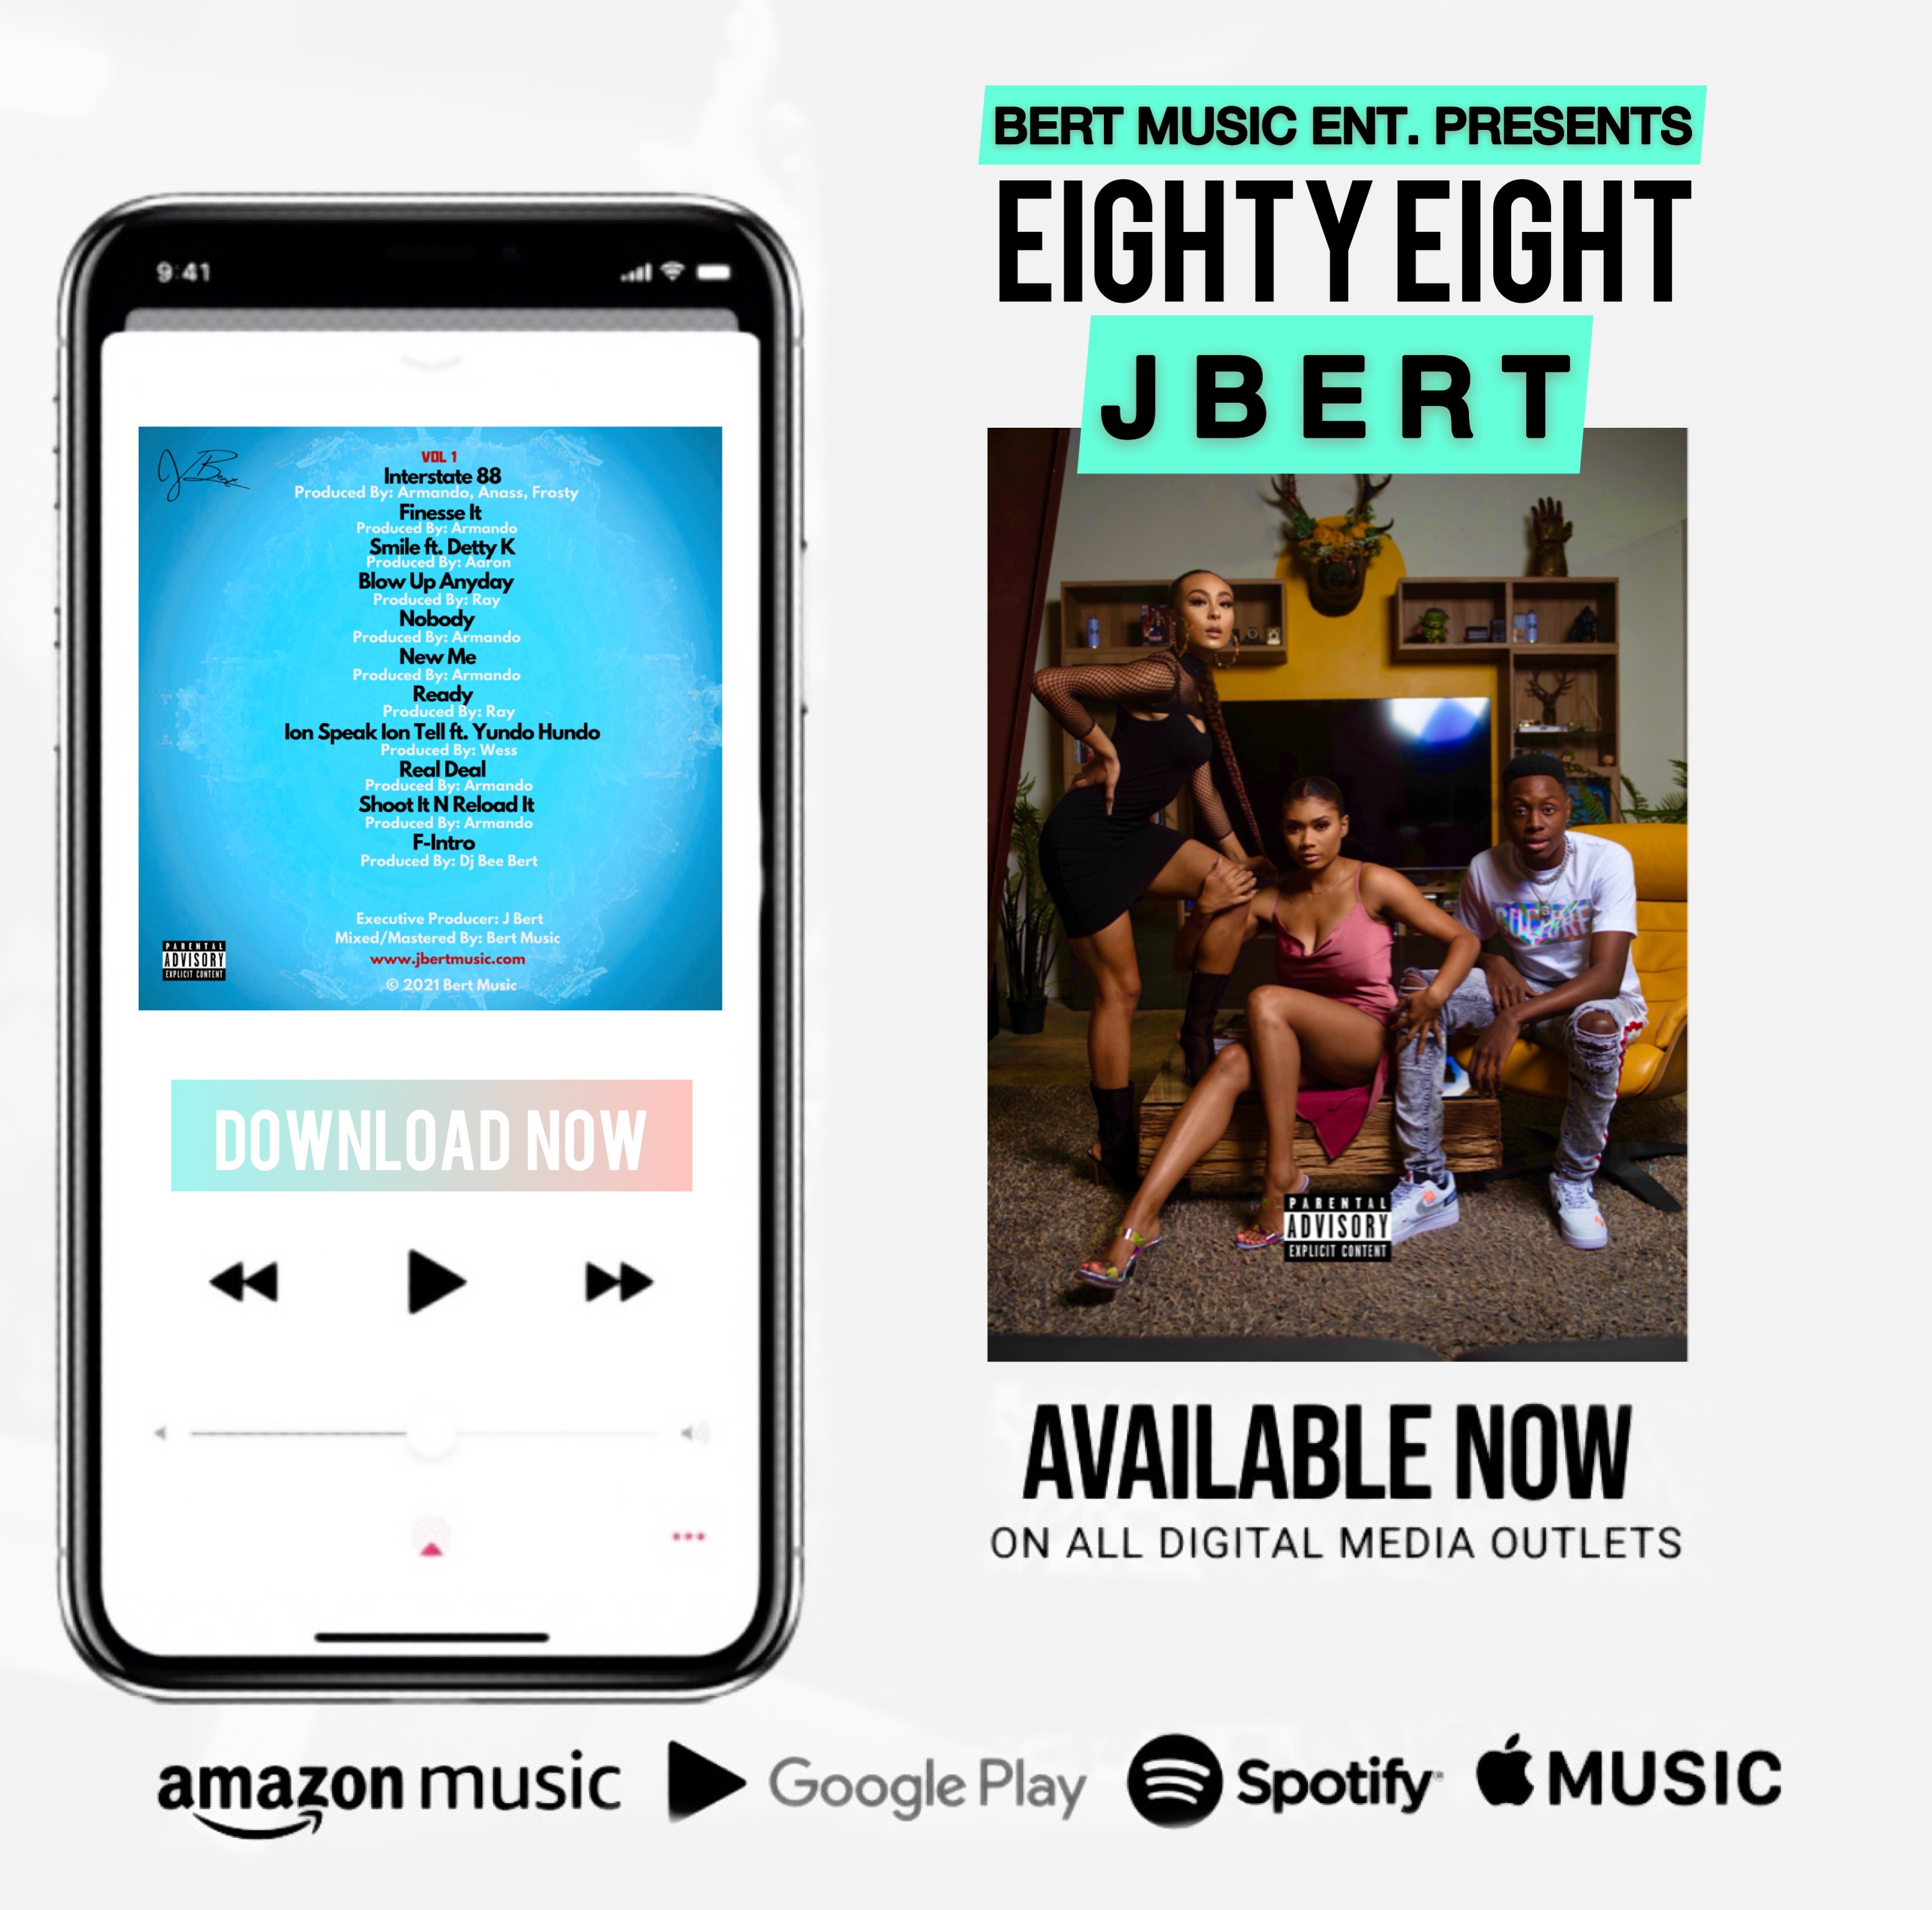 BERT MUSIC ENT. PRESENTS
EIGHTY EIGHT
J BERT
9:41
J Bert
VOL 1
Interstate 88
Produced By: Armando, Anass, Frosty
Finesse It
Produced By: Armando
Smile ft. Detty K
Produced By: Aaron
Blow Up Anyday
Produced By: Ray
Nobody
Produced By: Armando
New Me
Produced By: Armando
Ready
Produced By: Ray
Ion Speak Ion Tell ft. Yundo Hundo
Produced By: Wess
Real Deal
Produced By: Armando
Shoot It N Reload It
Produced By: Armando
F-Intro
Produced By: Dj Bee Bert
Executive Producer: J Bert
Mixed/Mastered By: Bert Music
www.jbertmusic.com
© 2021 Bert Music
PARENTAL
ADVISORY
EXPLICIT CONTENT
DOWNLOAD NOW
PARENTAL
ADVISORY
EXPLICIT CONTENT
AVAILABLE NOW
ON ALL DIGITAL MEDIA OUTLETS
amazon music
Google Play
Spotify
MUSIC